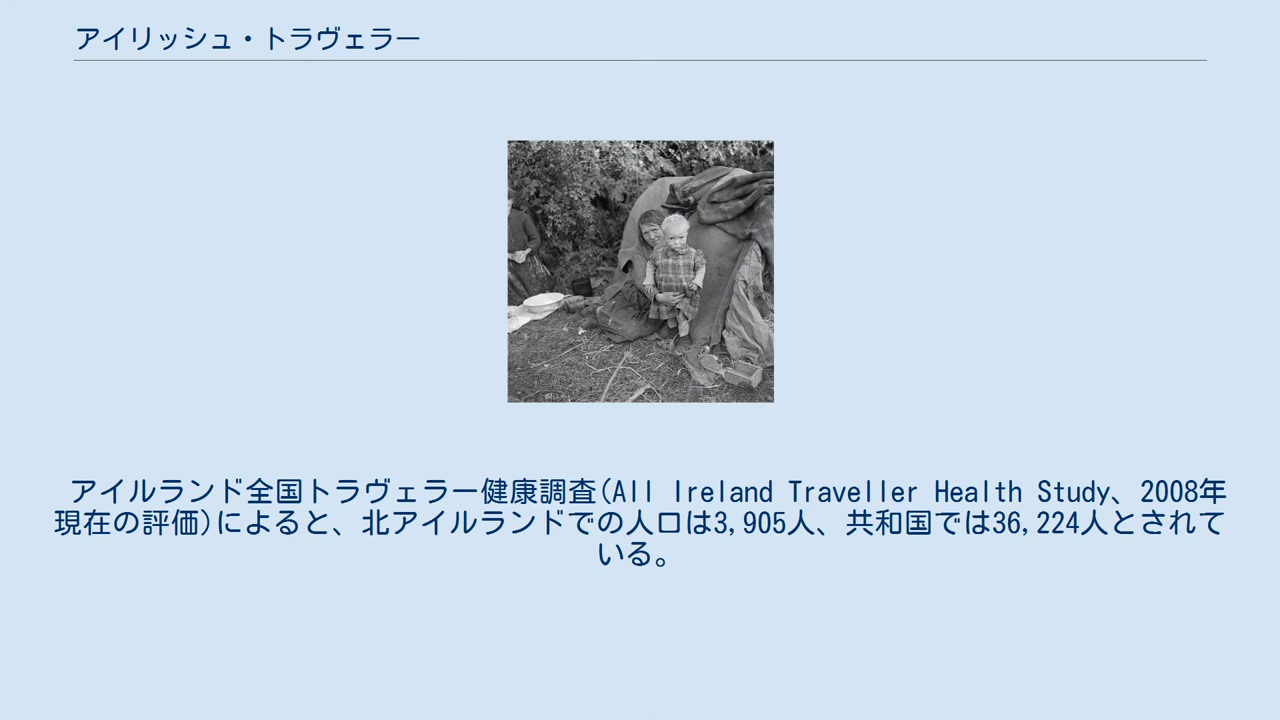 アイリッシュ・トラヴェラー
アイルランド全国トラヴェラー健康調査(All Ireland Traveller Health Study、2008年
現在の評価)によると、北アイルランドでの人口は3,905人、共和国では36,224人とされて
いる。